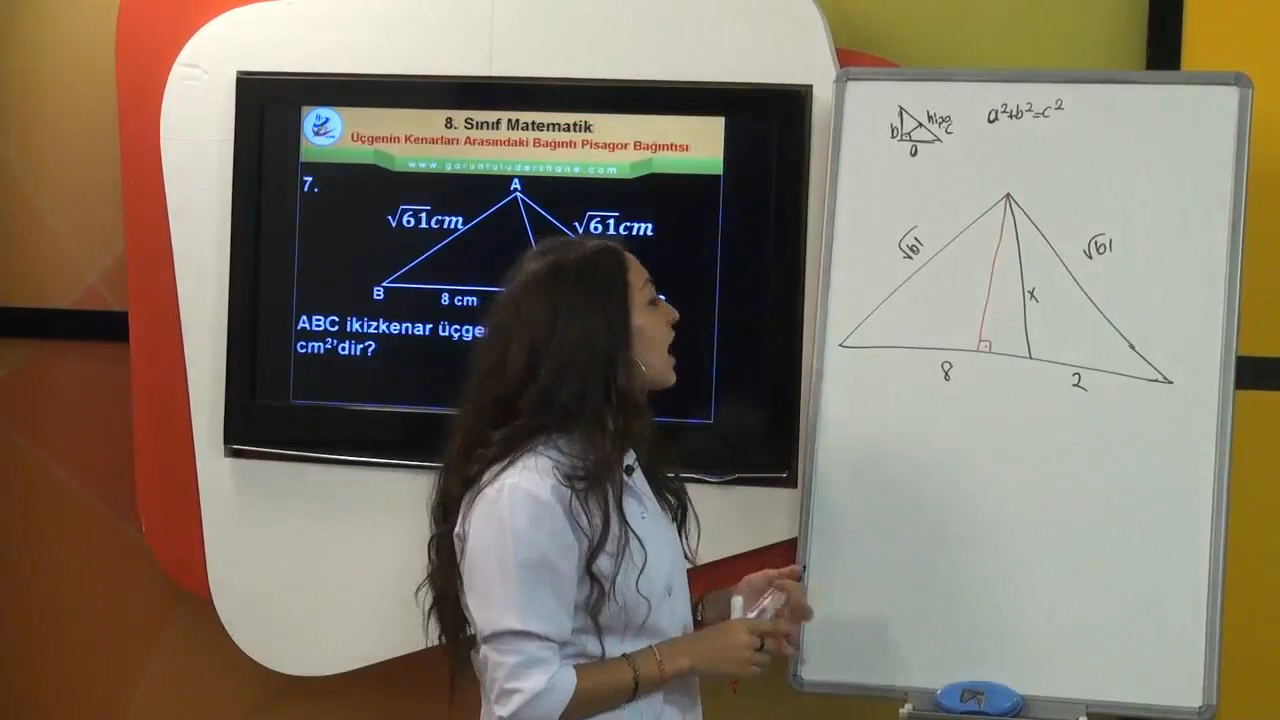 8. Sınıf Matematik
Üçgenin Kenarları Arasındaki Bağıntı Pisagor Bağıntısı
www.goruntuludershane.com
7.
A
√61cm
√61cm
B
8 cm
ABC ikizkenar üçge
cm²'dir?
b
hipo
c
a
a²+b²=c²
√61
√61
x
8
2